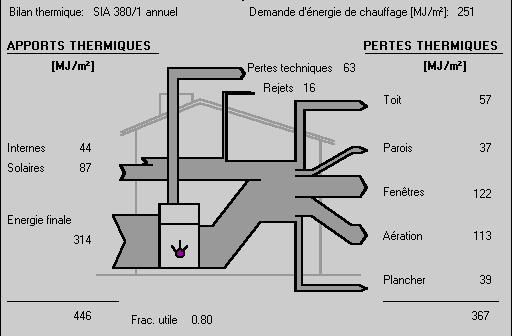 Bilan thermique: SIA 380/1 annuel Demande d'énergie de chauffage [MJ/m²]: 251
APPORTS THERMIQUES PERTES THERMIQUES
[MJ/m²] [MJ/m²]
Pertes techniques 63
Rejets 16
Toit 57
Internes 44 Parois 37
Solaires 87
Fenêtres 122
Energie finale
314 Aération 113
Plancher 39
446 Frac. utile 0.80 367